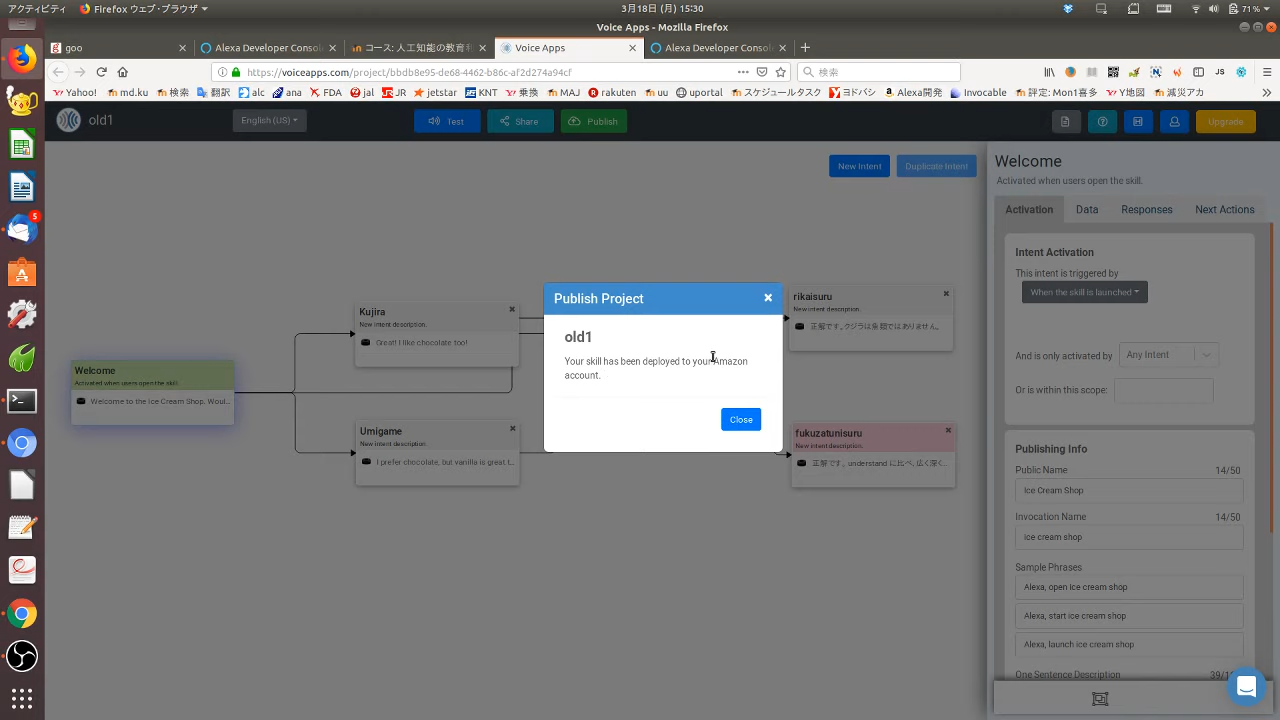 アクティビティ
Firefox ウェブ・ブラウザ
3月18日 (月) 15:30
71%
Voice Apps - Mozilla Firefox
goo
Alexa Developer Consol
コース: 人工知能の教育利
Voice Apps
Alexa Developer Consol
https://voiceapps.com/project/bbdb8e95-de68-4462-b86c-af2d274a94cf
検索
Yahoo!
md.ku
検索
翻訳
alc
ana
FDA
jal
JR
jetstar
KNT
乗換
MAJ
rakuten
uu
uportal
スケジュールタスク
ヨドバシ
Alexa開発
Invocable
評定: Mon1喜多
Y地図
減災アカ
old1
English (US)
Test
Share
Publish
Upgrade
New Intent
Duplicate Intent
Welcome
Activated when users open the skill.
Welcome to the Ice Cream Shop. Woul...
Kujira
New intent description.
Great! I like chocolate too!
Umigame
New intent description.
I prefer chocolate, but vanilla is great t...
rikaisuru
New intent description.
正解です。クジラは魚類ではありません。
fukuzatunisuru
New intent description.
正解です。understand に比べ、広く深く...
Publish Project
old1
Your skill has been deployed to your Amazon
account.
Close
Welcome
Activated when users open the skill.
Activation
Data
Responses
Next Actions
Intent Activation
This intent is triggered by
When the skill is launched
And is only activated by
Any Intent
Or is within this scope:
Publishing Info
Public Name
14/50
Ice Cream Shop
Invocation Name
14/50
ice cream shop
Sample Phrases
Alexa, open ice cream shop
Alexa, start ice cream shop
Alexa, launch ice cream shop
One Sentence Description
5